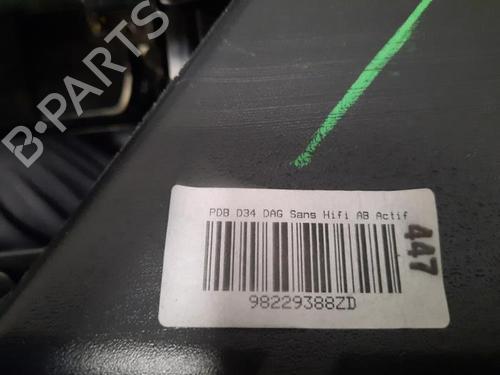 B-PARTS
PDB D34 DAG Sans Hifi AB Actif
447
98229388ZD